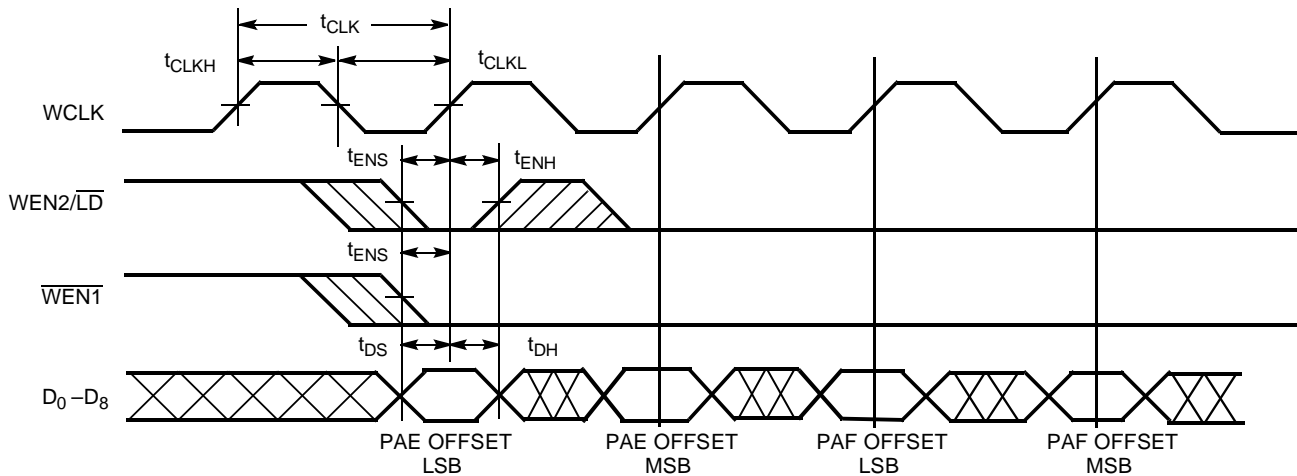 tCLK
tCLKH
tCLKL
WCLK
tENS
tENH
WEN2/LD
tENS
WEN1
tDS
tDH
D0 –D8
PAE OFFSET
LSB
PAE OFFSET
MSB
PAF OFFSET
LSB
PAF OFFSET
MSB